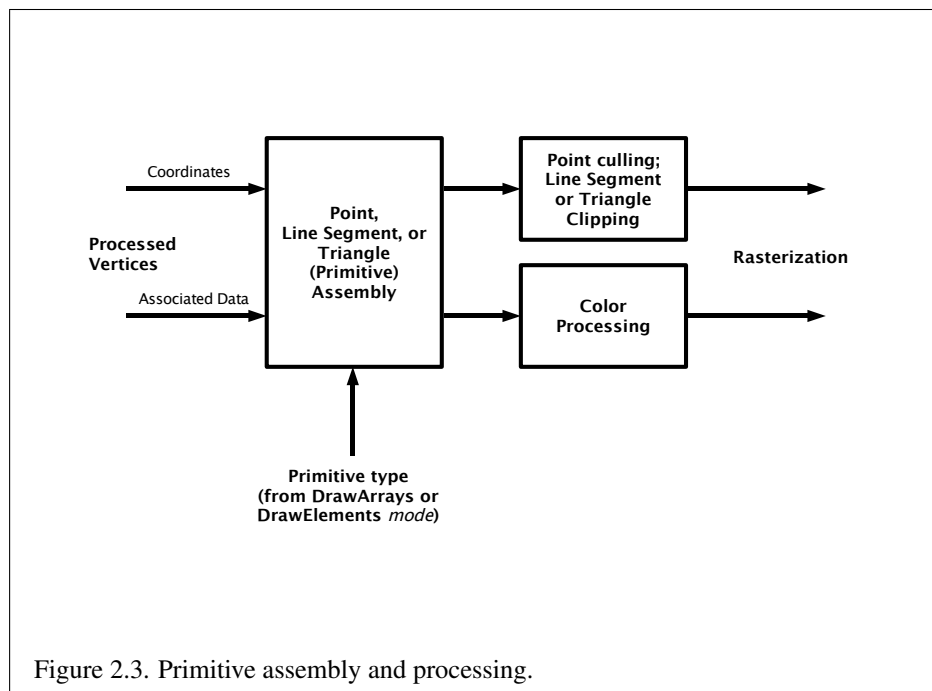 Coordinates
Processed
Vertices
Associated Data
Point,
Line Segment, or
Triangle
(Primitive)
Assembly
Point culling;
Line Segment
or Triangle
Clipping
Color
Processing
Rasterization
Primitive type
(from DrawArrays or
DrawElements mode)
Figure 2.3. Primitive assembly and processing.